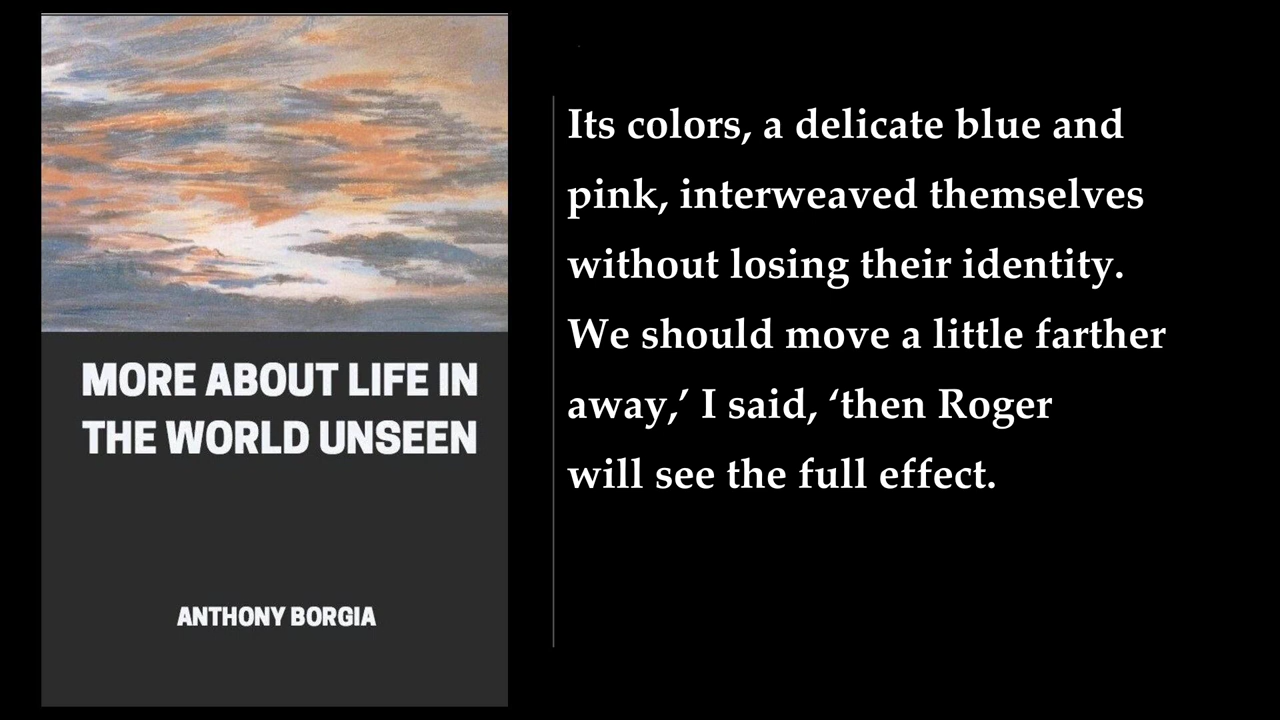 MORE ABOUT LIFE IN
THE WORLD UNSEEN
ANTHONY BORGIA
Its colors, a delicate blue and
pink, interweaved themselves
without losing their identity.
We should move a little farther
away,’ I said, ‘then Roger
will see the full effect.